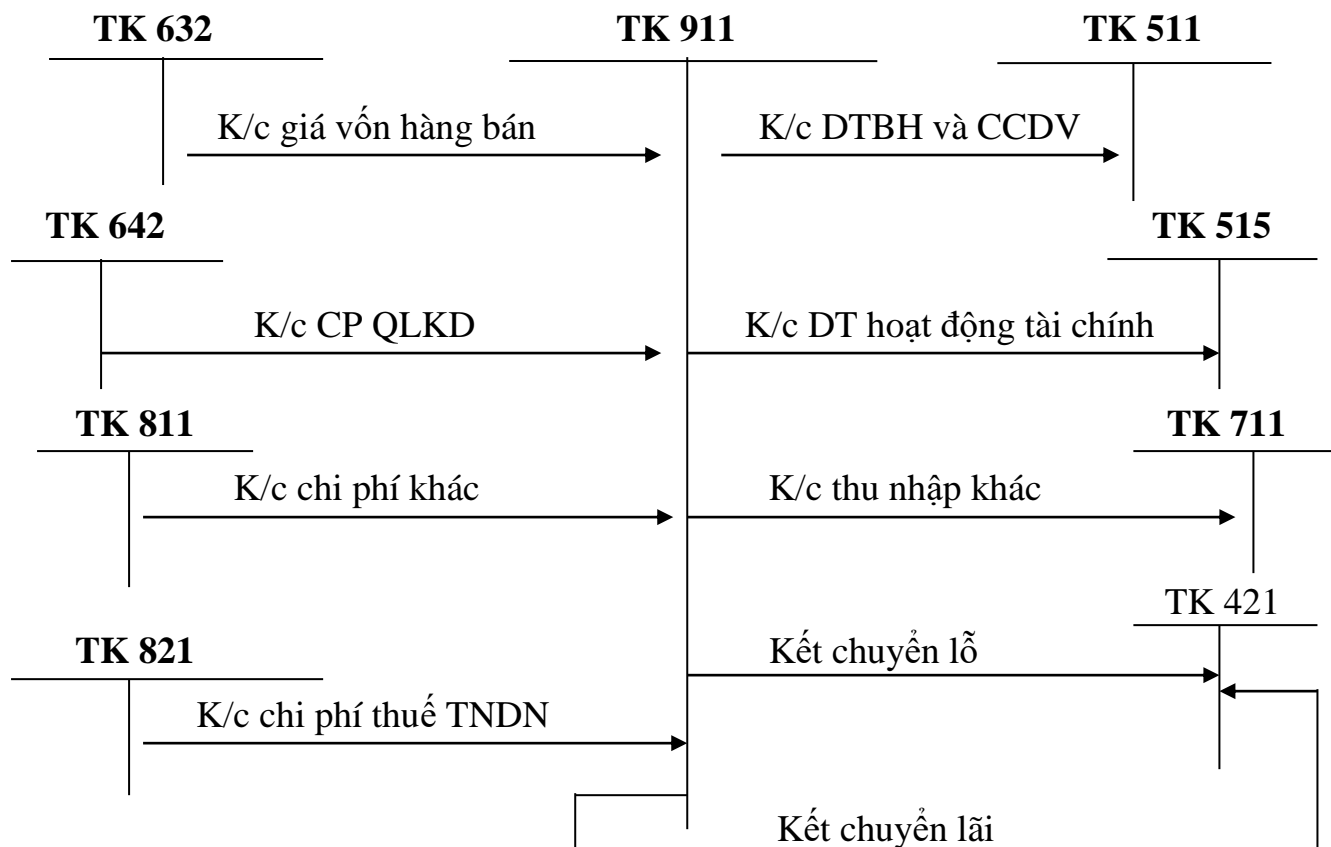 TK 632 TK 911 TK 511
K/c giá vốn hàng bán K/c DTBH và CCDV
TK 642 TK 515
K/c CP QLKD K/c DT hoạt động tài chính
TK 811 TK 711
K/c chi phí khác K/c thu nhập khác
TK 421
TK 821 Kết chuyển lỗ
K/c chi phí thuế TNDN
Kết chuyển lãi